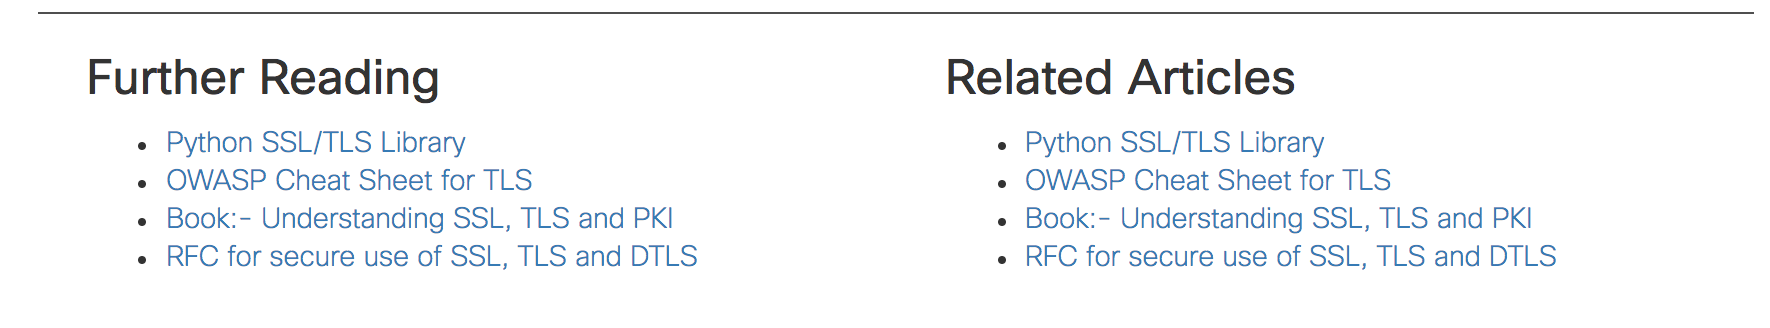 Further Reading
Python SSL/TLS Library
OWASP Cheat Sheet for TLS
Book:- Understanding SSL, TLS and PKI
RFC for secure use of SSL, TLS and DTLS
Related Articles
Python SSL/TLS Library
OWASP Cheat Sheet for TLS
Book:- Understanding SSL, TLS and PKI
RFC for secure use of SSL, TLS and DTLS